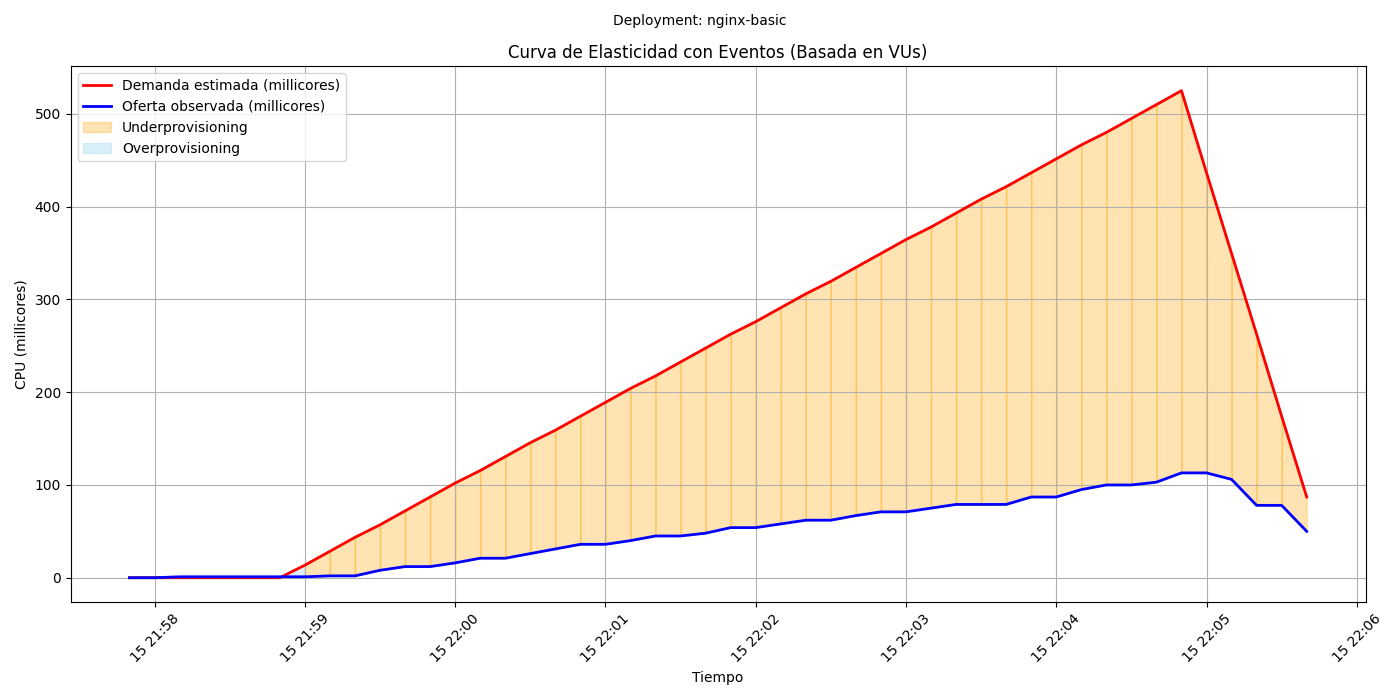 Deployment: nginx-basic
Curva de Elasticidad con Eventos (Basada en VUs)
Demanda estimada (millicores)
Oferta observada (millicores)
Underprovisioning
Overprovisioning
CPU (millicores)
500
400
300
200
100
0
15 21:58
15 21:59
15 22:00
15 22:01
15 22:02
15 22:03
15 22:04
15 22:05
15 22:06
Tiempo